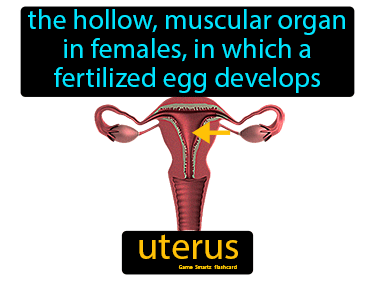 the hollow, muscular organ
in females, in which a
fertilized egg develops
uterus
Game Smartz flashcard